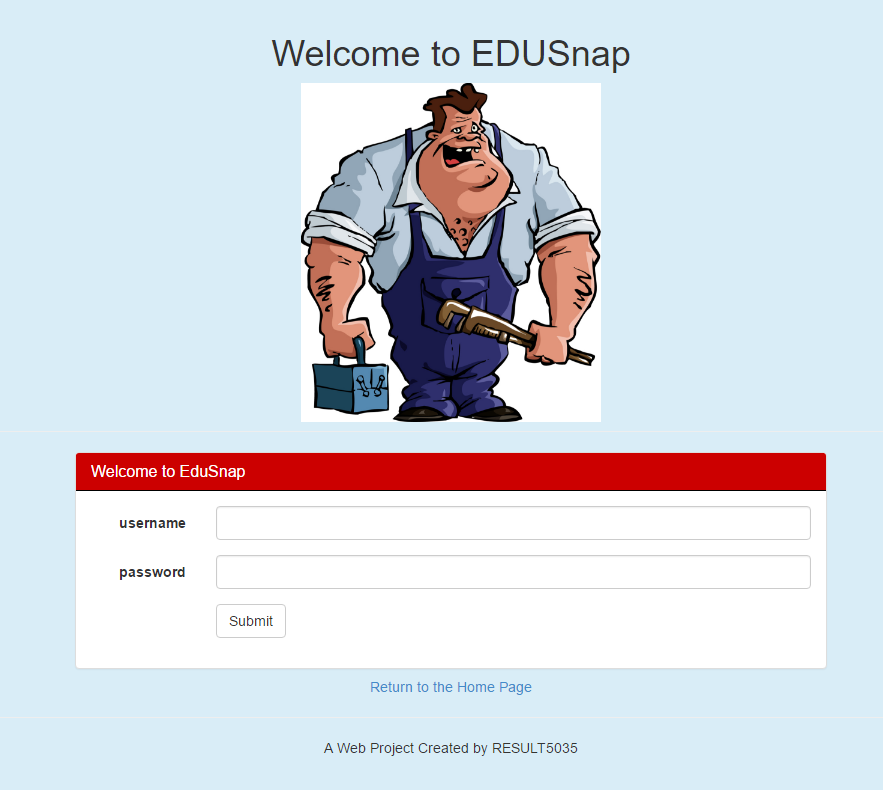 Welcome to EDUSnap
Welcome to EduSnap
username
password
Submit
Return to the Home Page
A Web Project Created by RESULT5035